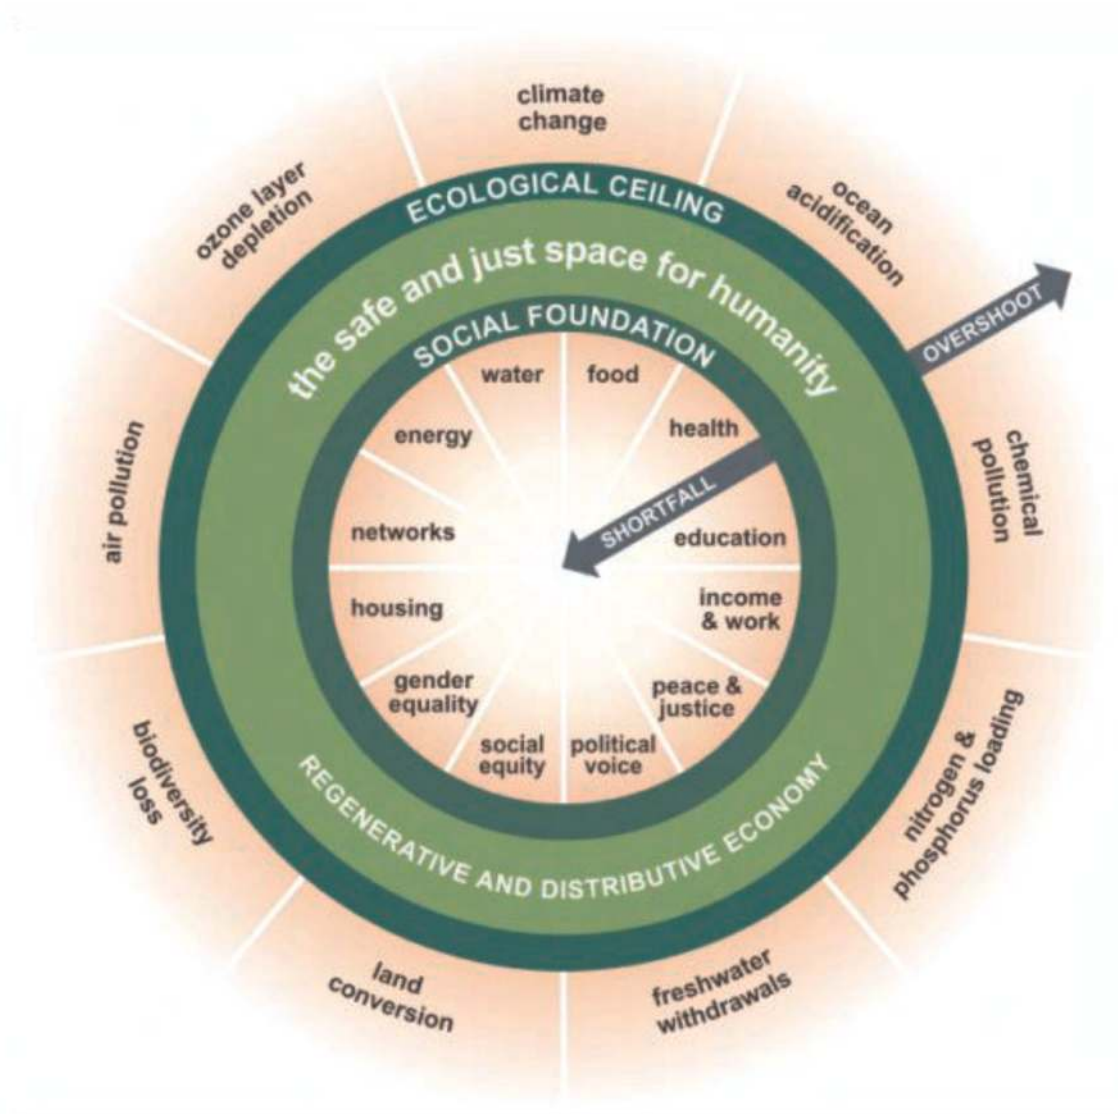 climate
change
ozone layer
depletion
ocean
acidification
ECOLOGICAL CEILING
the safe and just space for humanity
OVERSHOOT
SOCIAL FOUNDATION
water
food
energy
health
SHORTFALL
networks
education
housing
income
& work
gender
equality
peace &
justice
social
equity
political
voice
air pollution
chemical
pollution
REGENERATIVE AND DISTRIBUTIVE ECONOMY
biodiversity
loss
nitrogen &
phosphorus loading
land
conversion
freshwater
withdrawals